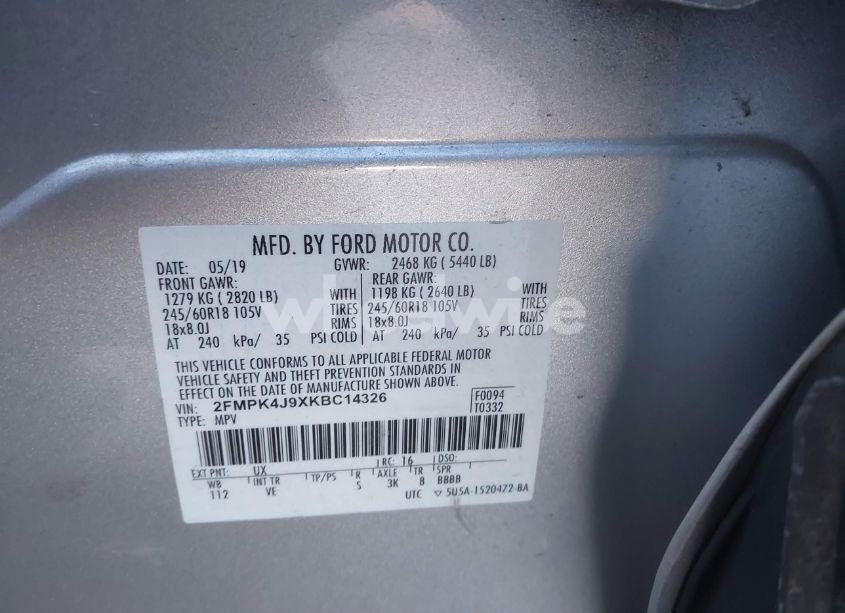 MFD. BY FORD MOTOR CO.
DATE: 05/19 GVWR: 2468 KG ( 5440 LB)
FRONT GAWR: REAR GAWR:
1279 KG ( 2820 LB) WITH 1198 KG ( 2640 LB) WITH
245/60R18 105V TIRES 245/60R18 105V TIRES
18x8.0J RIMS 18x8.0J RIMS
AT 240 kPa/ 35 PSI COLD AT 240 kPa/ 35 PSI COLD
THIS VEHICLE CONFORMS TO ALL APPLICABLE FEDERAL MOTOR
VEHICLE SAFETY AND THEFT PREVENTION STANDARDS IN
EFFECT ON THE DATE OF MANUFACTURE SHOWN ABOVE.
VIN: 2FMPK4J9XKBC14326 F0094
TYPE: MPV T0332
EXT PNT: UX RC: 16 DSO:
WB INT TR TP/PS R AXLE TR SPR
112 VE S 3K 8 BBBB
UTC 5U5A-1520472-BA